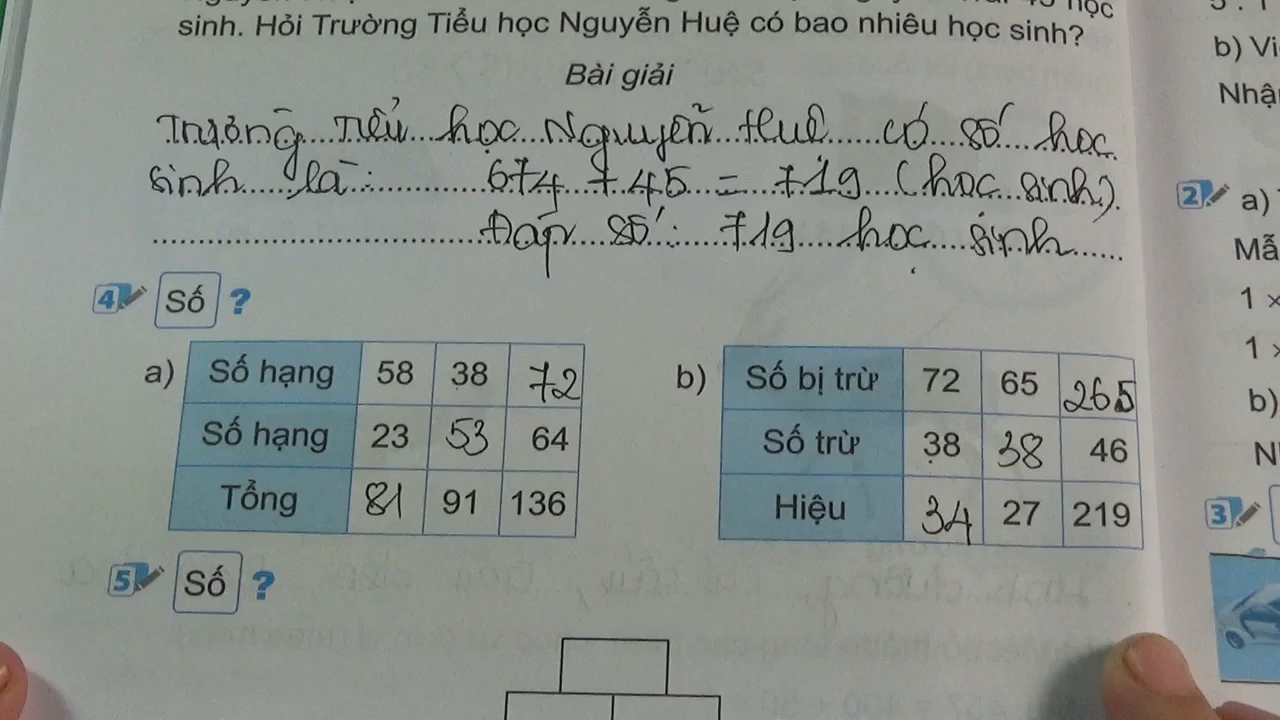 học
sinh. Hỏi Trường Tiểu học Nguyễn Huệ có bao nhiêu học sinh?
Bài giải
Trường Tiểu học Nguyễn Huê có số học
sinh là: 674 + 45 = 719 (học sinh).
Đáp số: 719 học sinh
4 Số ?
a) Số hạng 58 38 72
Số hạng 23 53 64
Tổng 81 91 136
b) Số bị trừ 72 65 265
Số trừ 38 38 46
Hiệu 34 27 219
5 Số ?
b) Vi
Nhậ
2 a)
Mẫ
1 ×
1 ×
b)
3